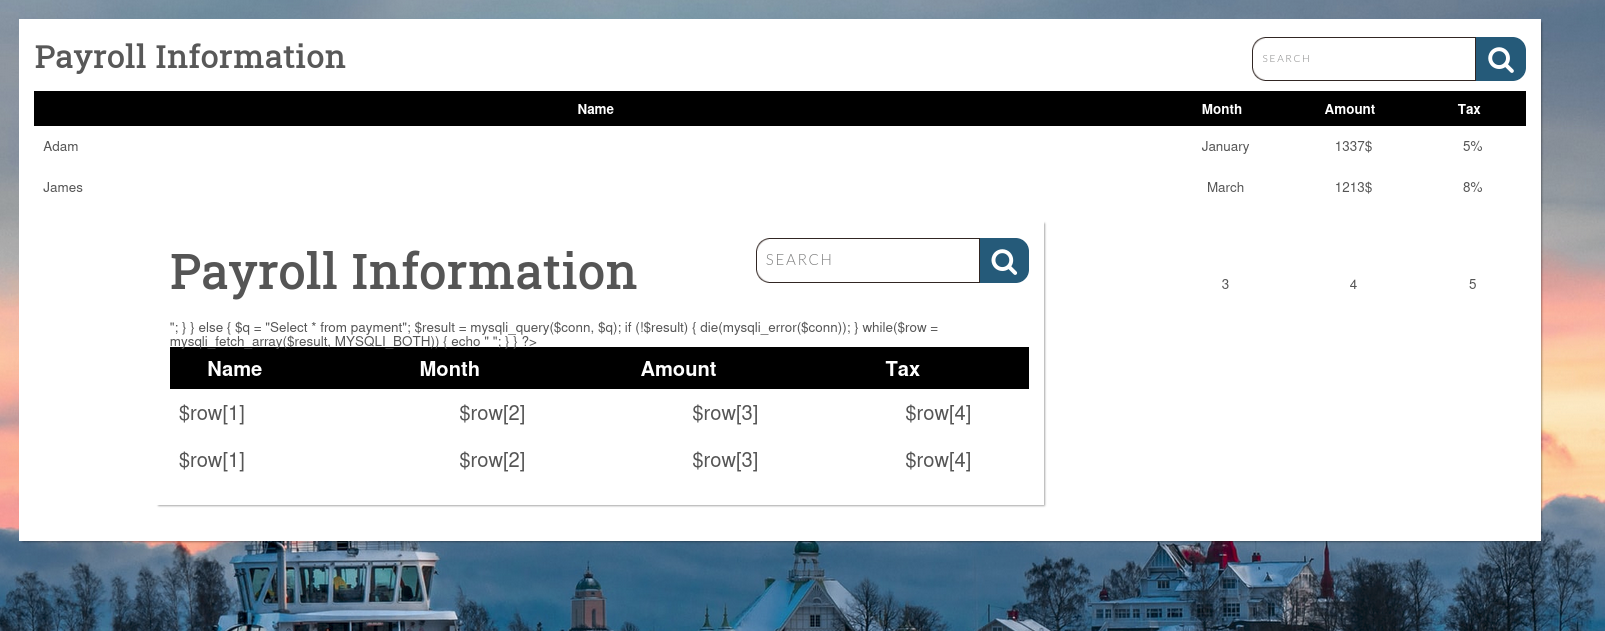 Payroll Information
SEARCH
Name Month Amount Tax
Adam January 1337$ 5%
James March 1213$ 8%
Payroll Information
SEARCH
3 4 5
"; } } else { $q = "Select * from payment"; $result = mysqli_query($conn, $q); if (!$result) { die(mysqli_error($conn)); } while($row =
mysqli_fetch_array($result, MYSQLI_BOTH)) { echo " "; } } ?>
Name Month Amount Tax
$row[1] $row[2] $row[3] $row[4]
$row[1] $row[2] $row[3] $row[4]